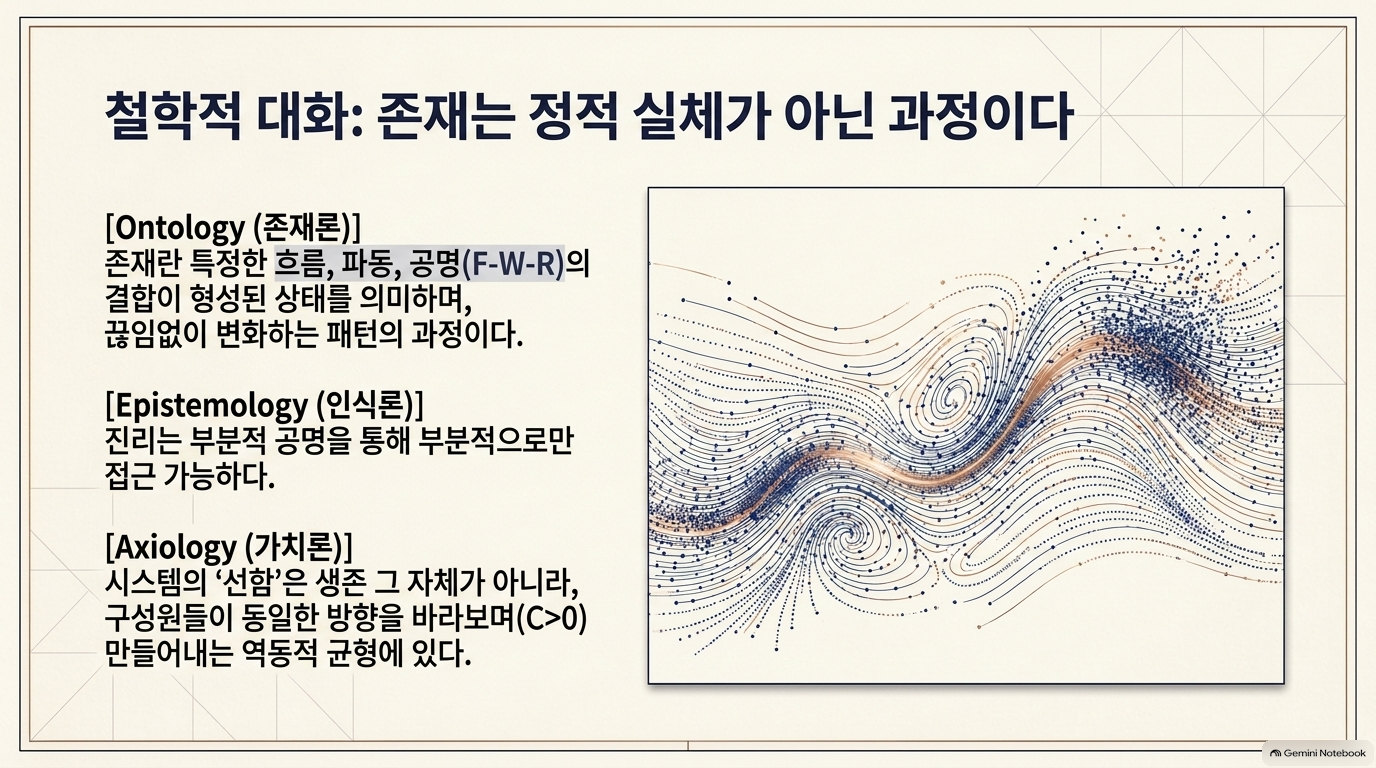 철학적 대화: 존재는 정적 실체가 아닌 과정이다
[Ontology (존재론)]
존재란 특정한 흐름, 파동, 공명(F-W-R)의
결합이 형성된 상태를 의미하며,
끊임없이 변화하는 패턴의 과정이다.
[Epistemology (인식론)]
진리는 부분적 공명을 통해 부분적으로만
접근 가능하다.
[Axiology (가치론)]
시스템의 ‘선함’은 생존 그 자체가 아니라,
구성원들이 동일한 방향을 바라보며(C>0)
만들어내는 역동적 균형에 있다.
Gemini Notebook